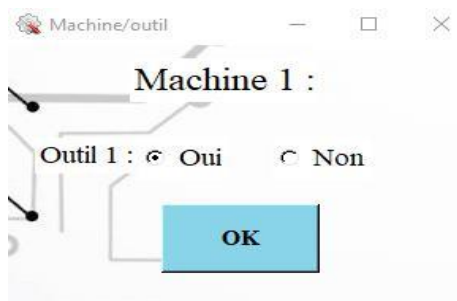 Machine/outil
Machine 1 :
Outil 1 : Oui Non
OK